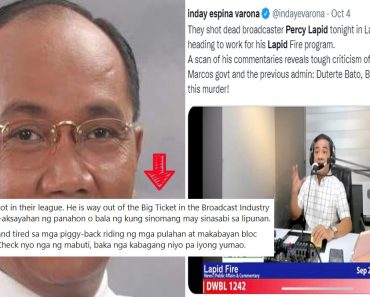 inday espina varona @indayevarona · Oct 4
They shot dead broadcaster Percy Lapid tonight in La
heading to work for his Lapid Fire program.
A scan of his commentaries reveals tough criticism of
Marcos govt and the previous admin: Duterte Bato, B
this murder!
ot in their league. He is way out of the Big Ticket in the Broadcast Industry
-aksayahan ng panahon o bala ng kung sinomang may sinasabi sa lipunan.
and tired sa mga piggy-back riding ng mga pulahan at makabayan bloc
Check nyo nga ng mabuti, baka nga kabagang niyo pa iyong yumao.
Lapid Fire
News | Public Affairs & Commentary
Sep 2
DWBL 1242